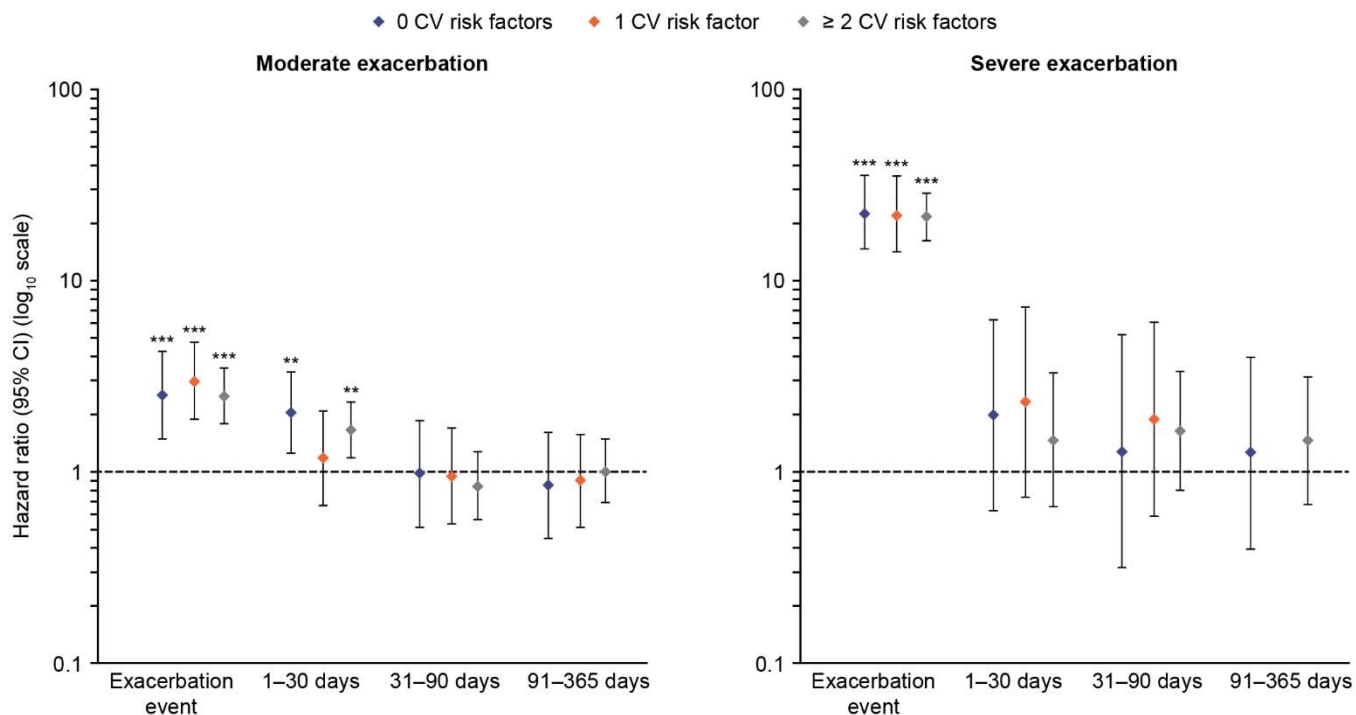 0 CV risk factors 1 CV risk factor ≥ 2 CV risk factors
Moderate exacerbation
Severe exacerbation
Hazard ratio (95% CI) (log₁₀ scale)
100
10
1
0.1
*** *** ***
** **
Exacerbation event
1–30 days
31–90 days
91–365 days
100
10
1
0.1
*** *** ***
Exacerbation event
1–30 days
31–90 days
91–365 days